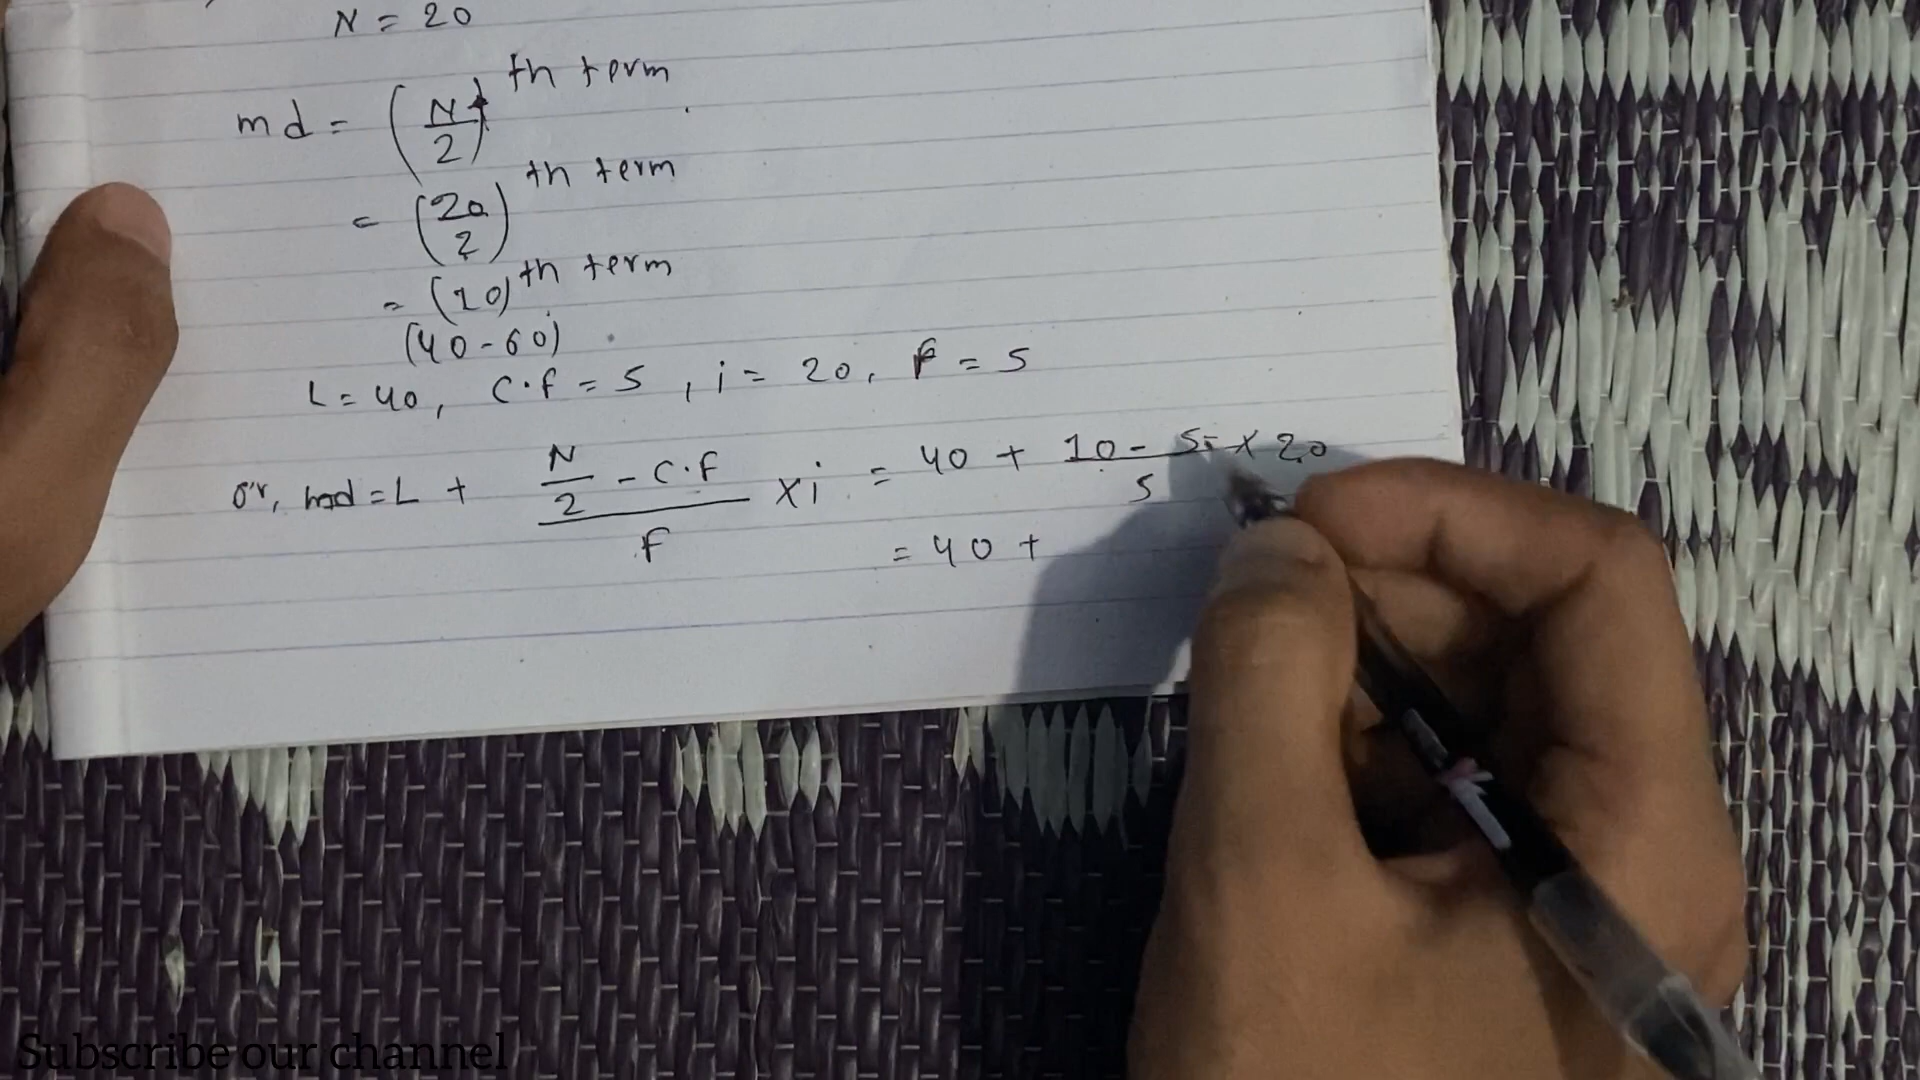 N = 20
md = (N/2)th term
= (20/2)th term
= (10)th term
(40-60)
L = 40, C.f = 5, i = 20, f = 5
or, md = L + (N/2 - C.f)/f x i = 40 + (10 - 5)/5 x 20
= 40 +
Subscribe our channel